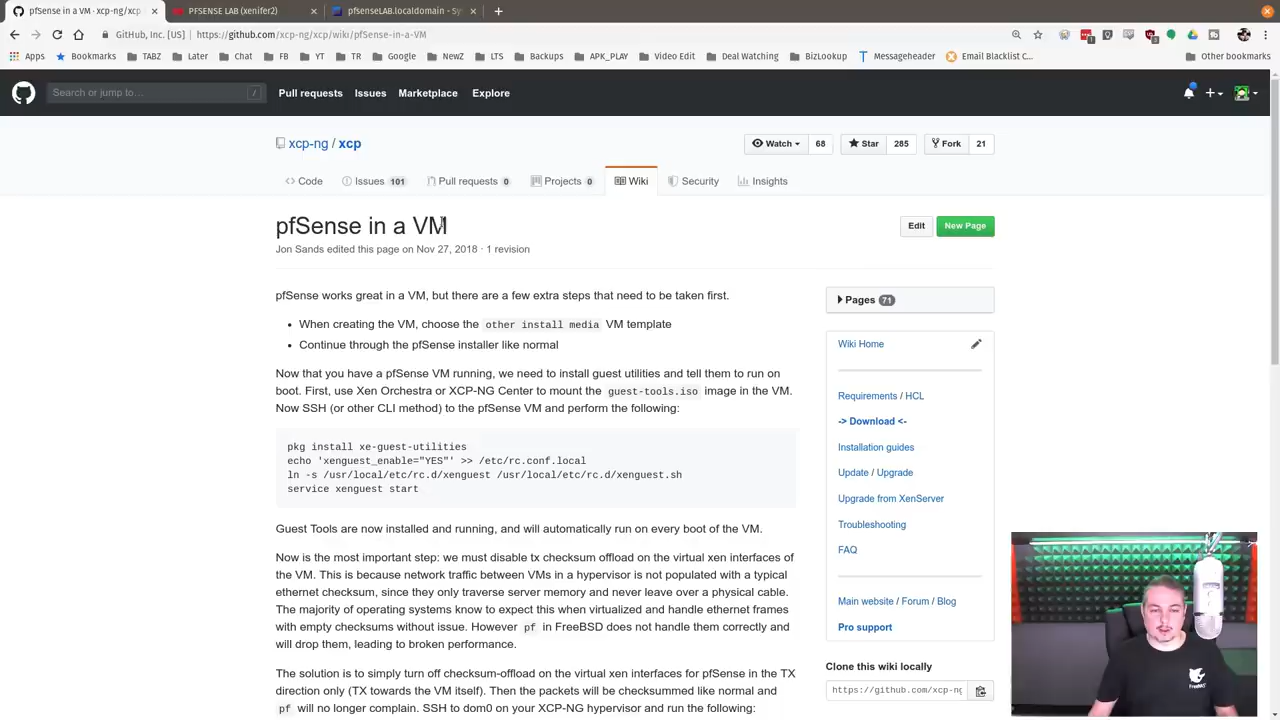 pfSense in a VM · xcp-ng/xcp
PFSENSE LAB (xenifer2)
pfsenseLAB.localdomain - Sy
GitHub, Inc. [US] | https://github.com/xcp-ng/xcp/wiki/pfSense-in-a-VM
Apps Bookmarks TABZ Later Chat FB YT TR Google NewZ LTS Backups APK_PLAY Video Edit Deal Watching BizLookup Messageheader Email Blacklist C... Other bookmarks
Search or jump to... / Pull requests Issues Marketplace Explore
xcp-ng / xcp
Watch 68 Star 285 Fork 21
Code Issues 101 Pull requests 0 Projects 0 Wiki Security Insights
pfSense in a VM
Edit New Page
Jon Sands edited this page on Nov 27, 2018 · 1 revision
pfSense works great in a VM, but there are a few extra steps that need to be taken first.
• When creating the VM, choose the other install media VM template
• Continue through the pfSense installer like normal
Now that you have a pfSense VM running, we need to install guest utilities and tell them to run on
boot. First, use Xen Orchestra or XCP-NG Center to mount the guest-tools.iso image in the VM.
Now SSH (or other CLI method) to the pfSense VM and perform the following:
pkg install xe-guest-utilities
echo 'xenguest_enable="YES"' >> /etc/rc.conf.local
ln -s /usr/local/etc/rc.d/xenguest /usr/local/etc/rc.d/xenguest.sh
service xenguest start
Guest Tools are now installed and running, and will automatically run on every boot of the VM.
Now is the most important step: we must disable tx checksum offload on the virtual xen interfaces of
the VM. This is because network traffic between VMs in a hypervisor is not populated with a typical
ethernet checksum, since they only traverse server memory and never leave over a physical cable.
The majority of operating systems know to expect this when virtualized and handle ethernet frames
with empty checksums without issue. However pf in FreeBSD does not handle them correctly and
will drop them, leading to broken performance.
The solution is to simply turn off checksum-offload on the virtual xen interfaces for pfSense in the TX
direction only (TX towards the VM itself). Then the packets will be checksummed like normal and
pf will no longer complain. SSH to dom0 on your XCP-NG hypervisor and run the following:
Pages 71
Wiki Home
Requirements / HCL
-> Download <-
Installation guides
Update / Upgrade
Upgrade from XenServer
Troubleshooting
FAQ
Main website / Forum / Blog
Pro support
Clone this wiki locally
https://github.com/xcp-ng